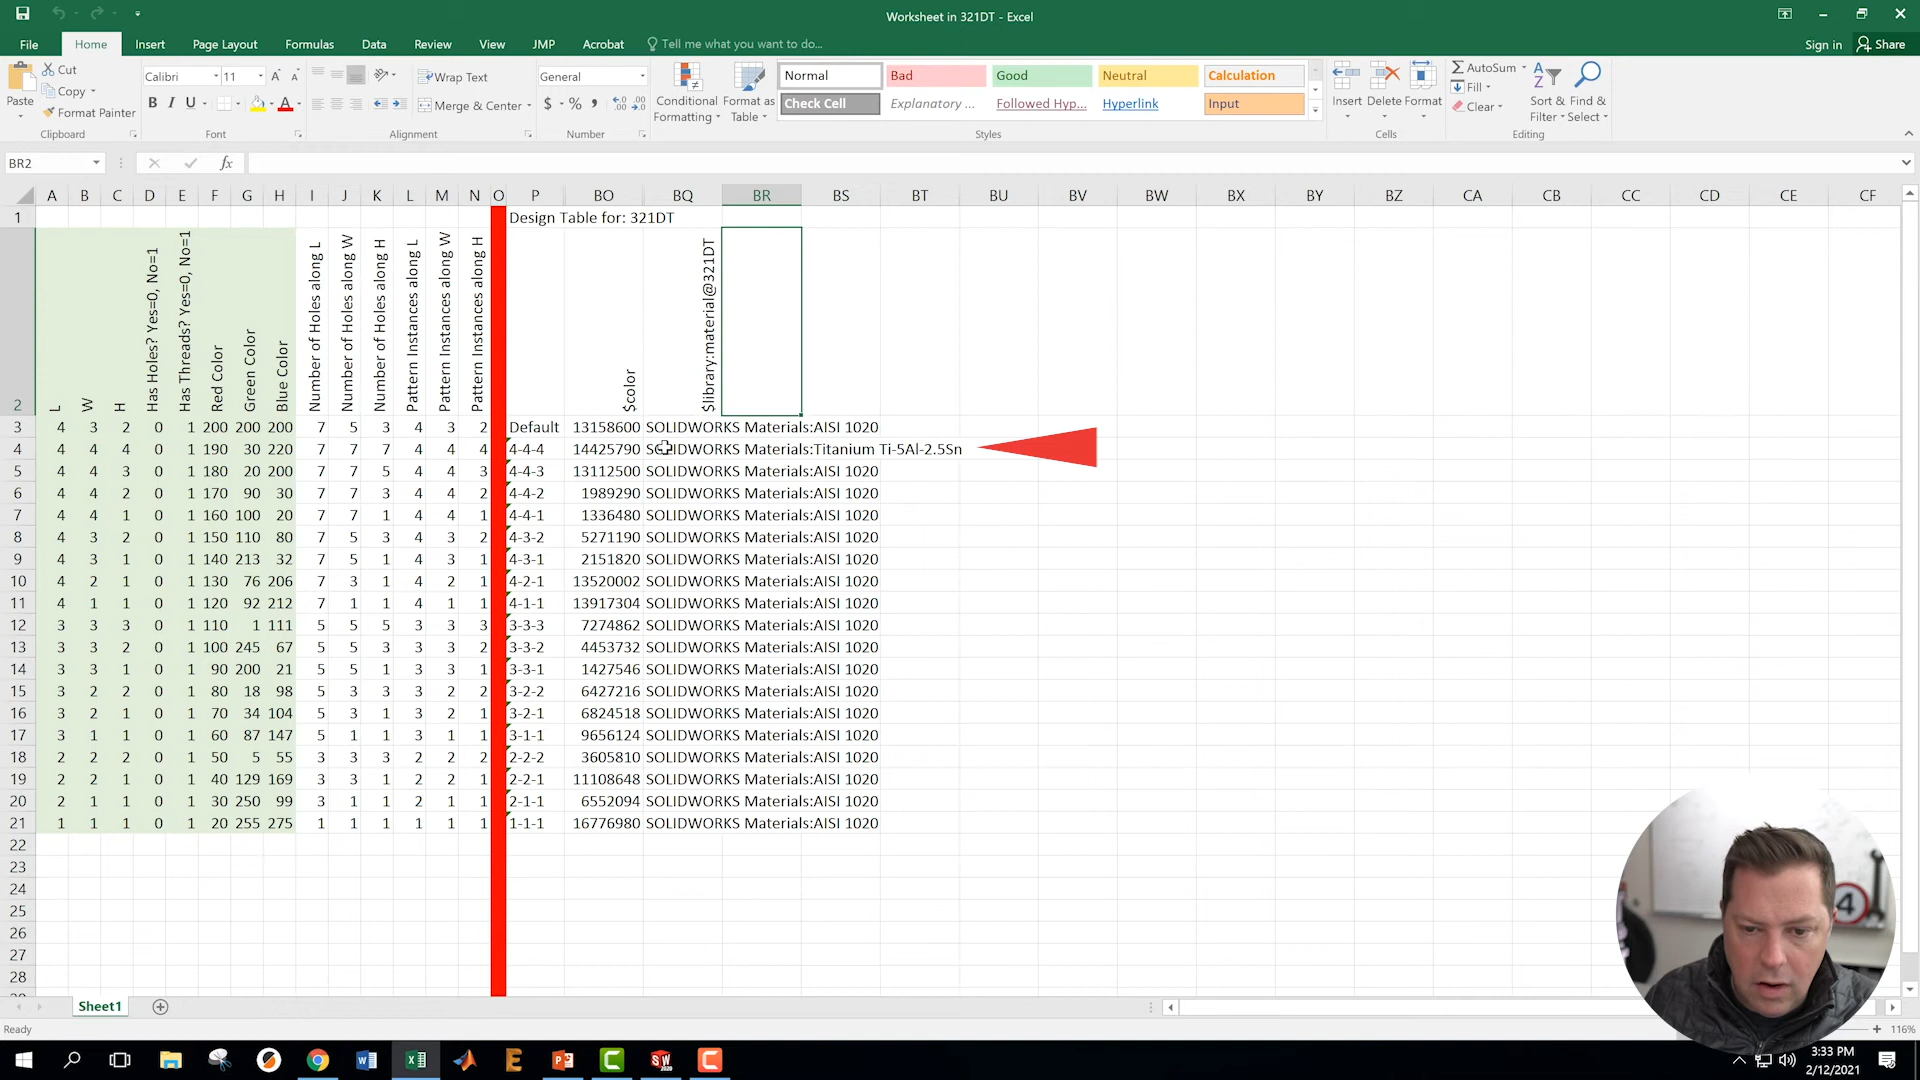 Worksheet in 321DT - Excel
File Home Insert Page Layout Formulas Data Review View JMP Acrobat Tell me what you want to do... Sign in Share
Cut Calibri 11 Wrap Text General Normal Bad Good Neutral Calculation AutoSum
Paste Copy Conditional Formatting Format as Table Insert Delete Format Fill Sort & Filter Find & Select
Format Painter B I U Merge & Center $ % , Check Cell Explanatory ... Followed Hyp... Hyperlink Input Clear
Clipboard Font Alignment Number Styles Cells Editing
BR2 fx
A B C D E F G H I J K L M N O P BO BQ BR BS BT BU BV BW BX BY BZ CA CB CC CD CE CF
1 Design Table for: 321DT
2 L W H Has Holes? Yes=0, No=1 Has Threads? Yes=0, No=1 Red Color Green Color Blue Color Number of Holes along L Number of Holes along W Number of Holes along H Pattern Instances along L Pattern Instances along W Pattern Instances along H $color $library:material@321DT
3 4 3 2 0 1 200 200 200 7 5 3 4 3 2 Default 13158600 SOLIDWORKS Materials:AISI 1020
4 4 4 4 0 1 190 30 220 7 7 7 4 4 4 4-4-4 14425790 SOLIDWORKS Materials:Titanium Ti-5Al-2.5Sn
5 4 4 3 0 1 180 20 200 7 7 5 4 4 3 4-4-3 13112500 SOLIDWORKS Materials:AISI 1020
6 4 4 2 0 1 170 90 30 7 7 3 4 4 2 4-4-2 1989290 SOLIDWORKS Materials:AISI 1020
7 4 4 1 0 1 160 100 20 7 7 1 4 4 1 4-4-1 1336480 SOLIDWORKS Materials:AISI 1020
8 4 3 2 0 1 150 110 80 7 5 3 4 3 2 4-3-2 5271190 SOLIDWORKS Materials:AISI 1020
9 4 3 1 0 1 140 213 32 7 5 1 4 3 1 4-3-1 2151820 SOLIDWORKS Materials:AISI 1020
10 4 2 1 0 1 130 76 206 7 3 1 4 2 1 4-2-1 13520002 SOLIDWORKS Materials:AISI 1020
11 4 1 1 0 1 120 92 212 7 1 1 4 1 1 4-1-1 13917304 SOLIDWORKS Materials:AISI 1020
12 3 3 3 0 1 110 1 111 5 5 5 3 3 3 3-3-3 7274862 SOLIDWORKS Materials:AISI 1020
13 3 3 2 0 1 100 245 67 5 5 3 3 3 2 3-3-2 4453732 SOLIDWORKS Materials:AISI 1020
14 3 3 1 0 1 90 200 21 5 5 1 3 3 1 3-3-1 1427546 SOLIDWORKS Materials:AISI 1020
15 3 2 2 0 1 80 18 98 5 3 3 3 2 2 3-2-2 6427216 SOLIDWORKS Materials:AISI 1020
16 3 2 1 0 1 70 34 104 5 3 1 3 2 1 3-2-1 6824518 SOLIDWORKS Materials:AISI 1020
17 3 1 1 0 1 60 87 147 5 1 1 3 1 1 3-1-1 9656124 SOLIDWORKS Materials:AISI 1020
18 2 2 2 0 1 50 5 55 3 3 3 2 2 2 2-2-2 3605810 SOLIDWORKS Materials:AISI 1020
19 2 2 1 0 1 40 129 169 3 3 1 2 2 1 2-2-1 11108648 SOLIDWORKS Materials:AISI 1020
20 2 1 1 0 1 30 250 99 3 1 1 2 1 1 2-1-1 6552094 SOLIDWORKS Materials:AISI 1020
21 1 1 1 0 1 20 255 275 1 1 1 1 1 1 1-1-1 16776980 SOLIDWORKS Materials:AISI 1020
22
23
24
25
26
27
28
Sheet1
Ready 116%
3:33 PM
2/12/2021